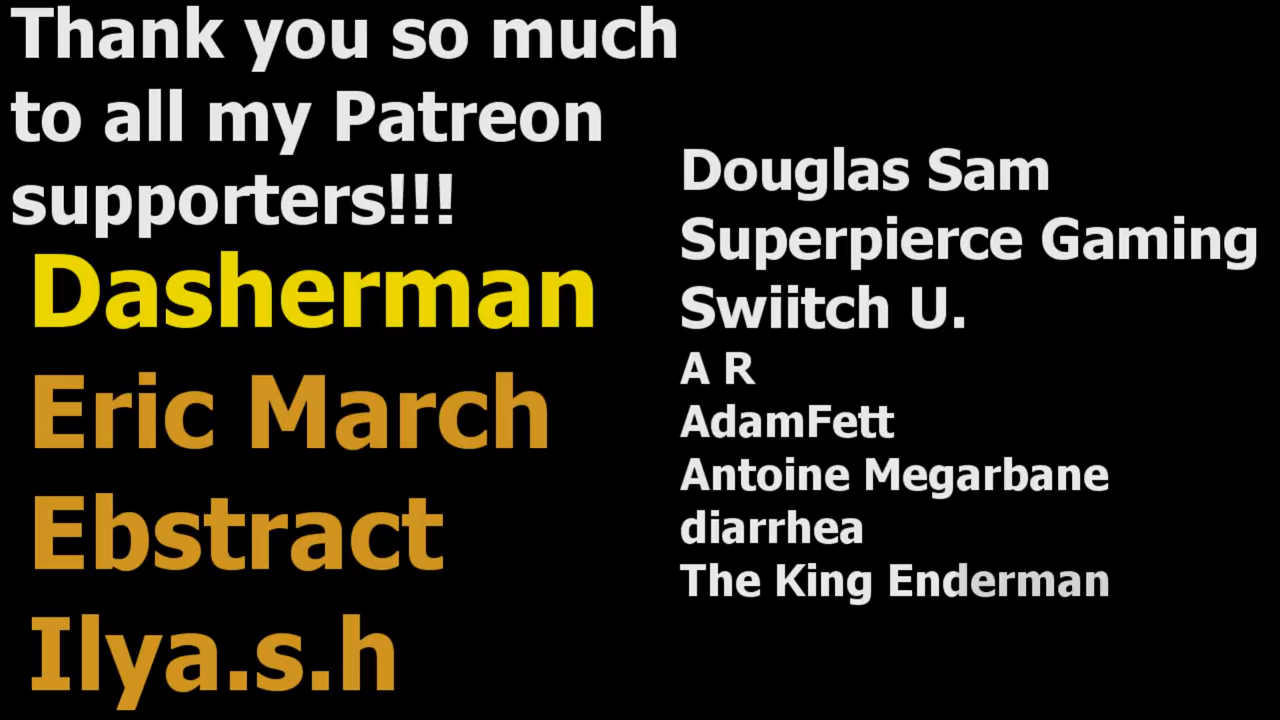 Thank you so much
to all my Patreon
supporters!!!
Dasherman
Eric March
Ebstract
Ilya.s.h
Douglas Sam
Superpierce Gaming
Swiitch U.
A R
AdamFett
Antoine Megarbane
diarrhea
The King Enderman